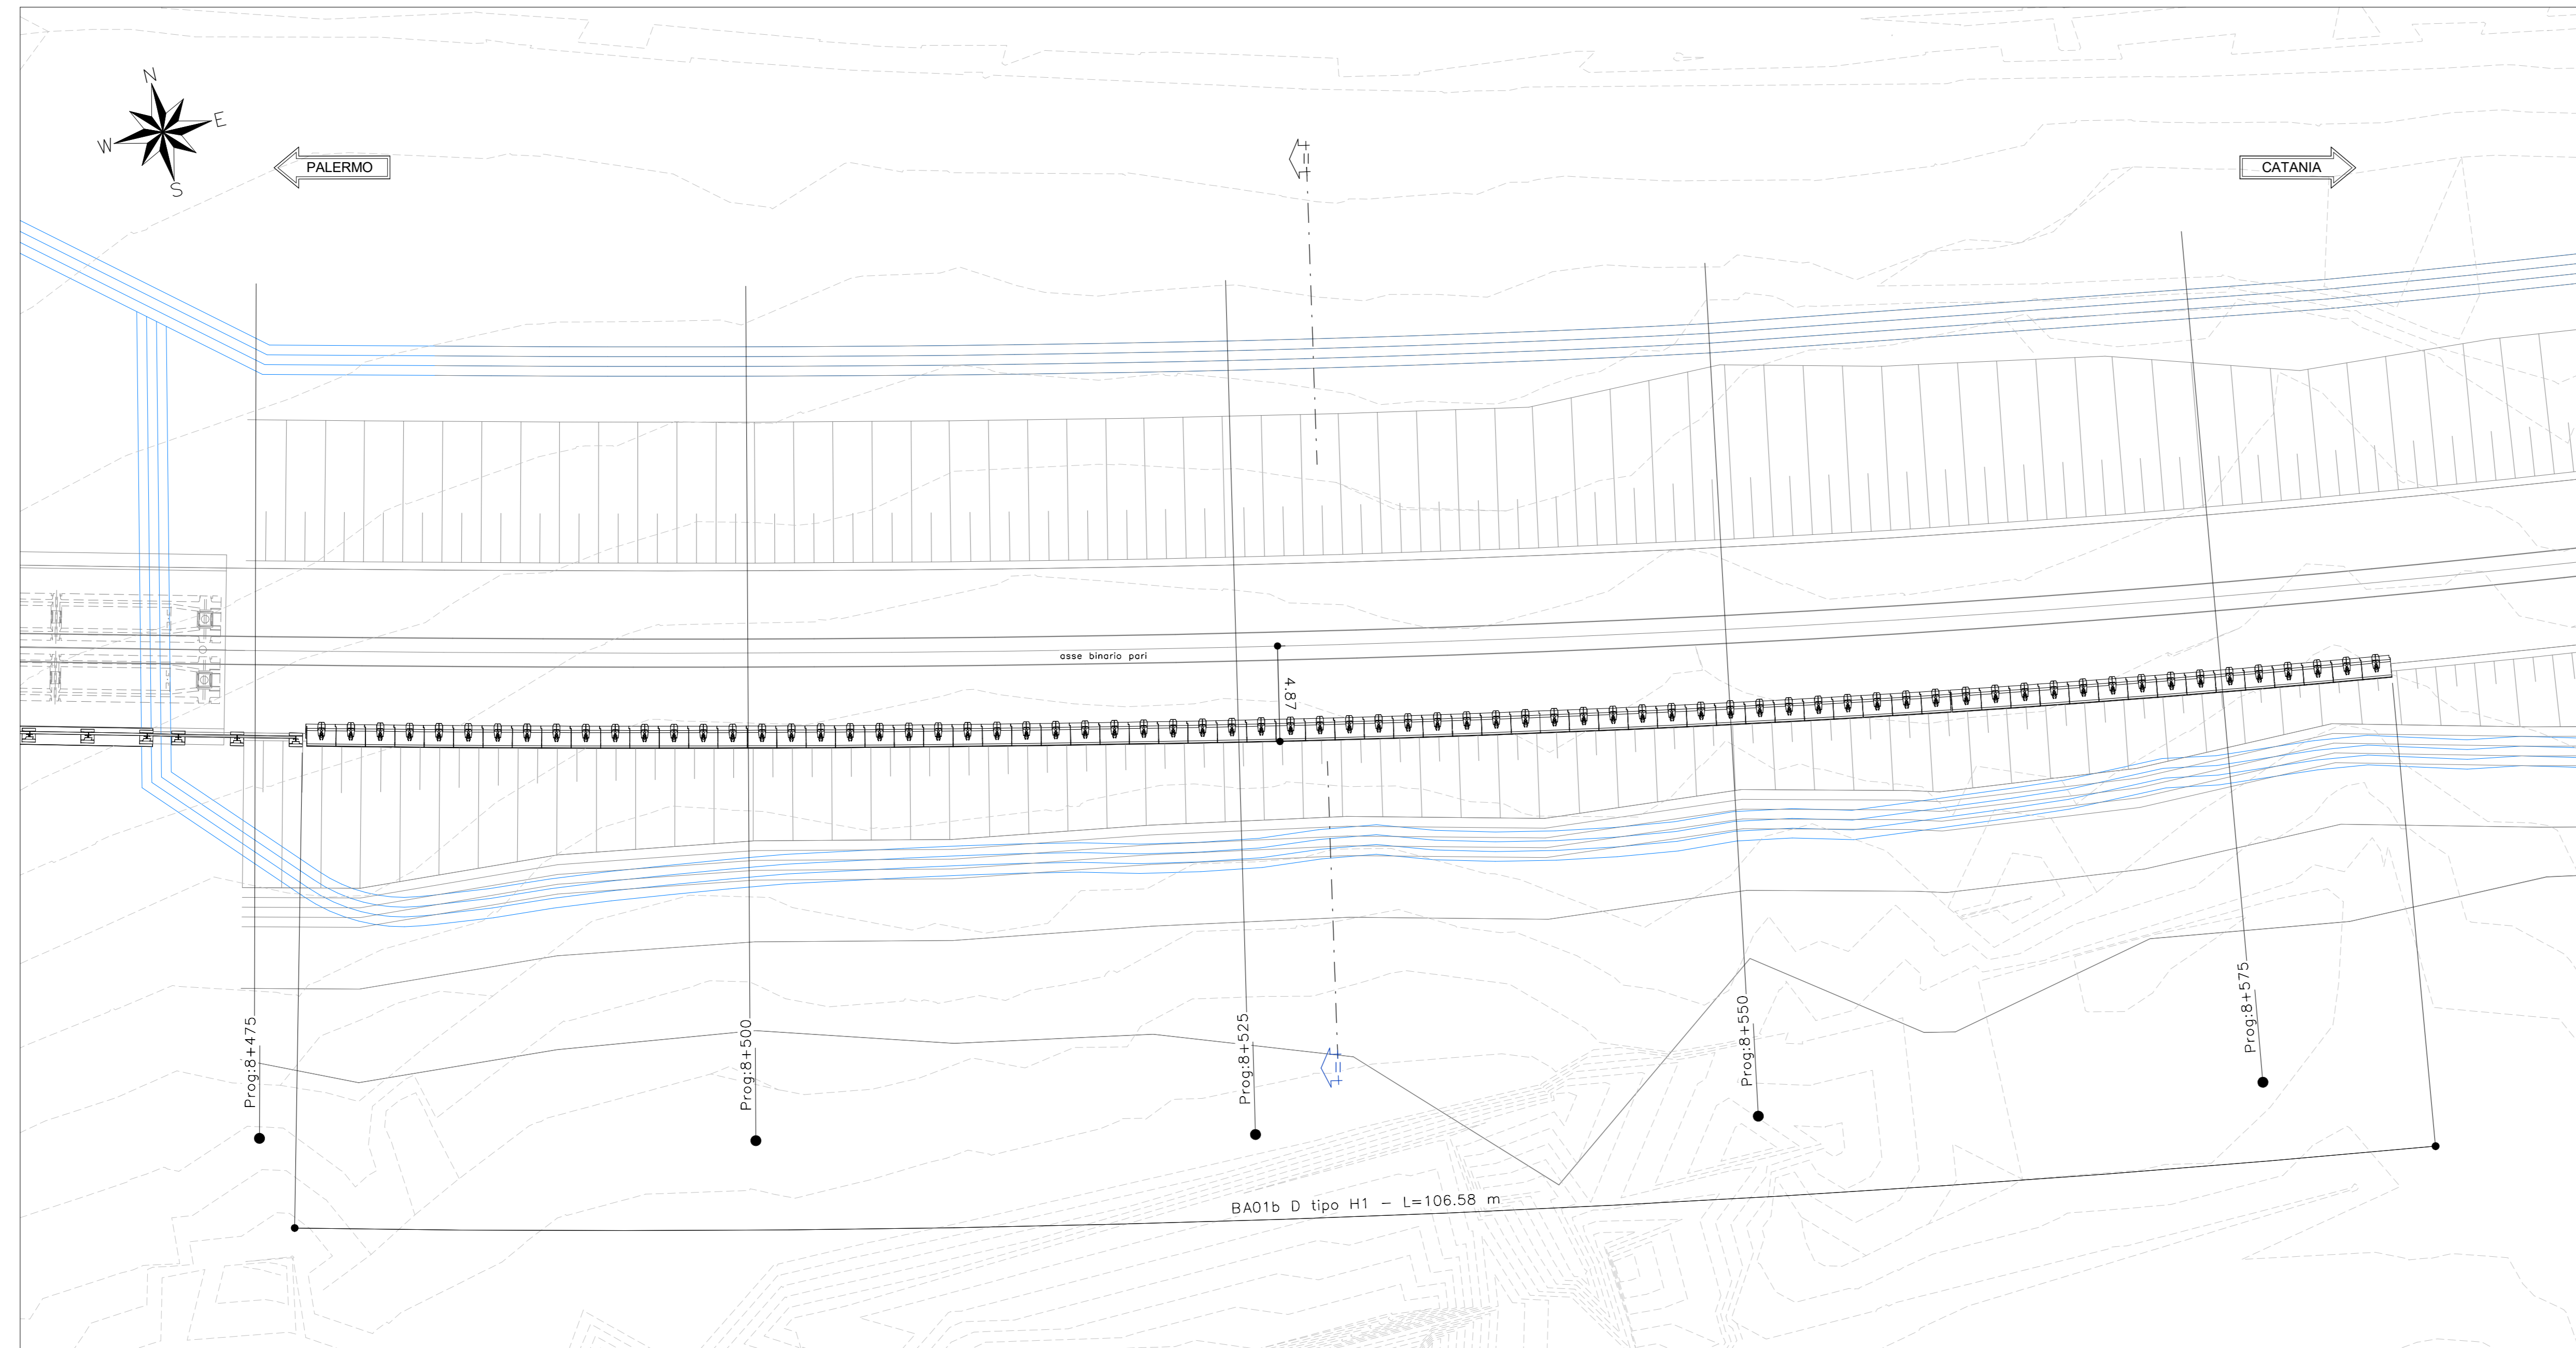 N
E
W
S
PALERMO
CATANIA
asse binario pari
4.87
Prog:8+475
Prog:8+500
Prog:8+525
Prog:8+550
Prog:8+575
BA01b D tipo H1 – L=106.58 m